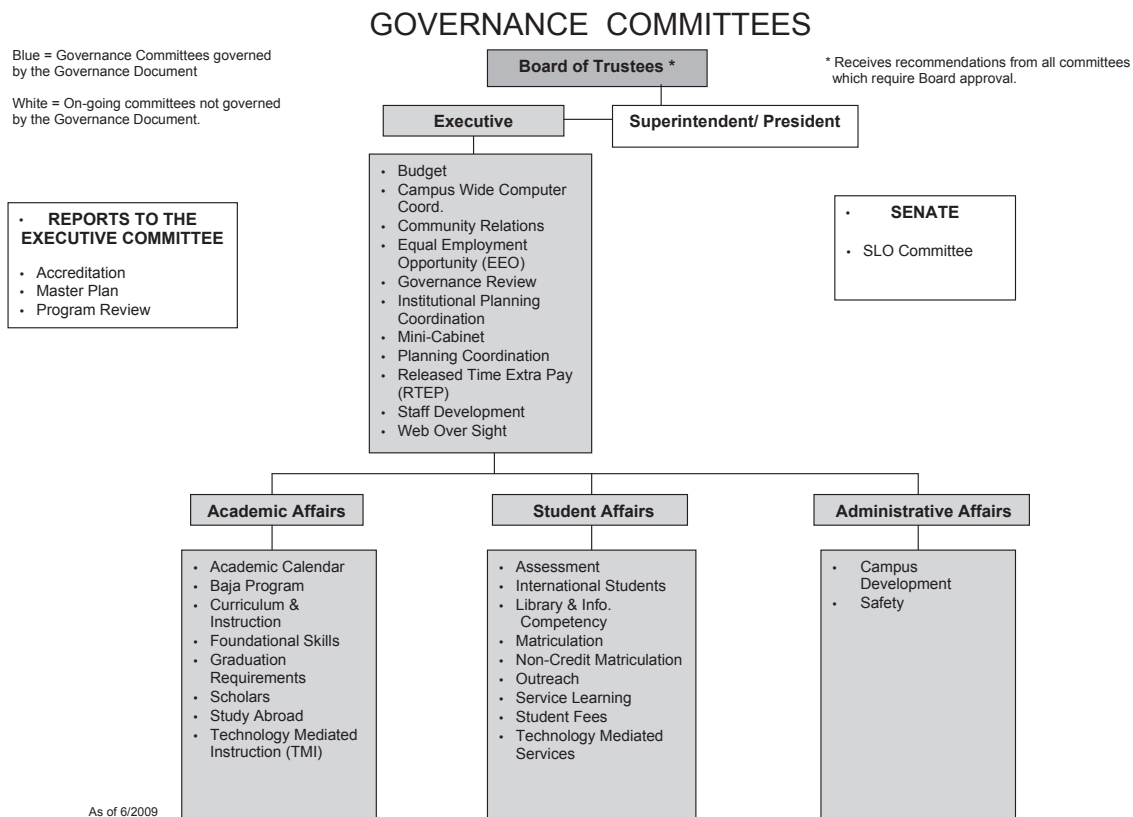 GOVERNANCE COMMITTEES
Blue = Governance Committees governed
by the Governance Document
White = On-going committees not governed
by the Governance Document.
Board of Trustees *
* Receives recommendations from all committees
which require Board approval.
Executive
Superintendent/ President
• Budget
• Campus Wide Computer
Coord.
• Community Relations
• Equal Employment
Opportunity (EEO)
• Governance Review
• Institutional Planning
Coordination
• Mini-Cabinet
• Planning Coordination
• Released Time Extra Pay
(RTEP)
• Staff Development
• Web Over Sight
• REPORTS TO THE
EXECUTIVE COMMITTEE
• Accreditation
• Master Plan
• Program Review
• SENATE
• SLO Committee
Academic Affairs
• Academic Calendar
• Baja Program
• Curriculum &
Instruction
• Foundational Skills
• Graduation
Requirements
• Scholars
• Study Abroad
• Technology Mediated
Instruction (TMI)
Student Affairs
• Assessment
• International Students
• Library & Info.
Competency
• Matriculation
• Non-Credit Matriculation
• Outreach
• Service Learning
• Student Fees
• Technology Mediated
Services
Administrative Affairs
• Campus
Development
• Safety
As of 6/2009